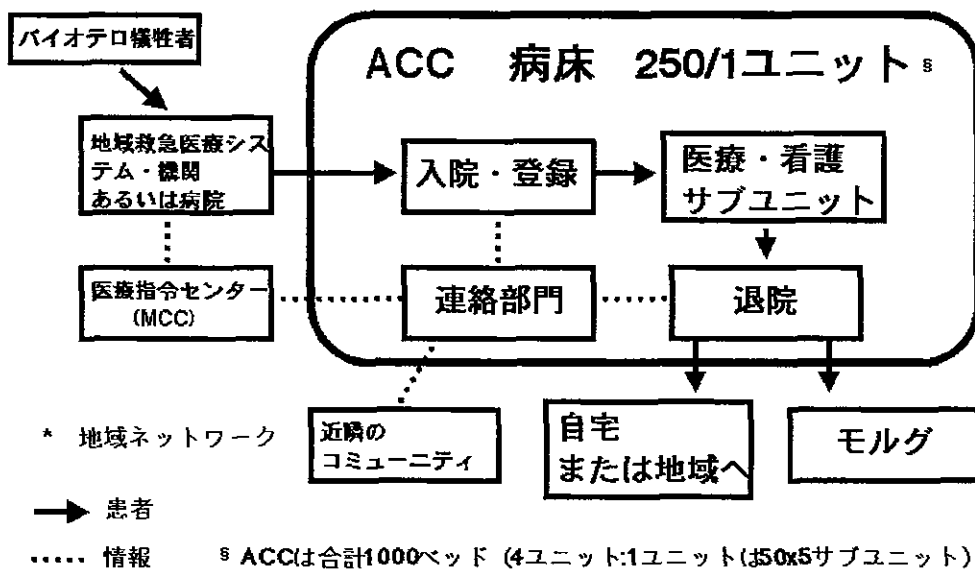 バイオテロ犠牲者
ACC 病床 250/1ユニット§
地域救急医療シス
テム・機関
あるいは病院
入院・登録
医療・看護
サブユニット
医療指令センター
(MCC)
連絡部門
退院
* 地域ネットワーク
近隣の
コミューニティ
自宅
または地域へ
モルグ
患者
情報
§ ACCは合計1000ベッド (4ユニット:1ユニットは50x5サブユニット)